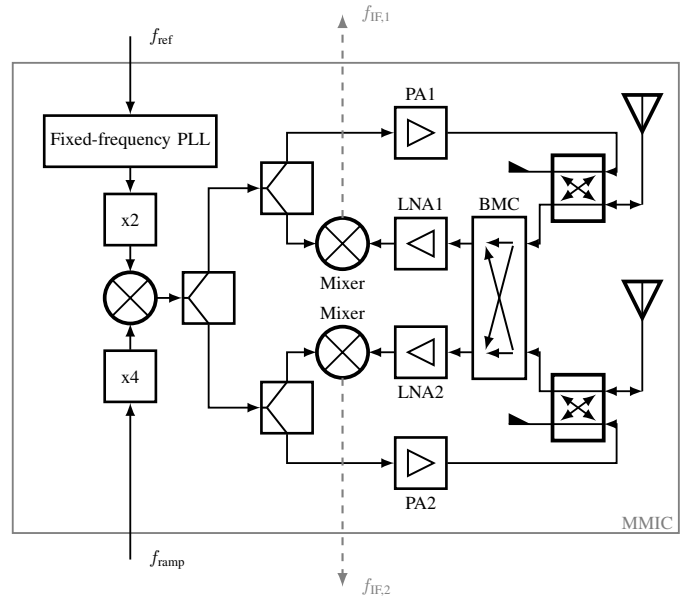 f_IF,1
f_ref
PA1
Fixed-frequency PLL
LNA1
BMC
x2
Mixer
Mixer
x4
LNA2
PA2
MMIC
f_ramp
f_IF,2